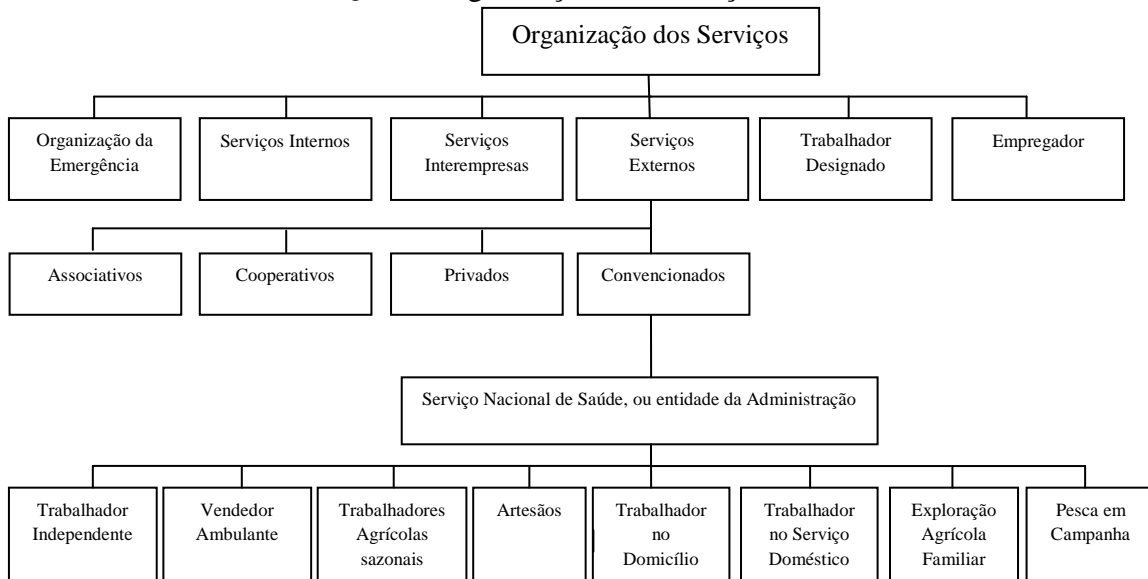 Organização dos Serviços
Organização da
Emergência
Serviços Internos
Serviços
Interempresas
Serviços
Externos
Trabalhador
Designado
Empregador
Associativos
Cooperativos
Privados
Convencionados
Serviço Nacional de Saúde, ou entidade da Administração
Trabalhador
Independente
Vendedor
Ambulante
Trabalhadores
Agrícolas
sazonais
Artesãos
Trabalhador
no
Domicílio
Trabalhador
no Serviço
Doméstico
Exploração
Agrícola
Familiar
Pesca em
Campanha